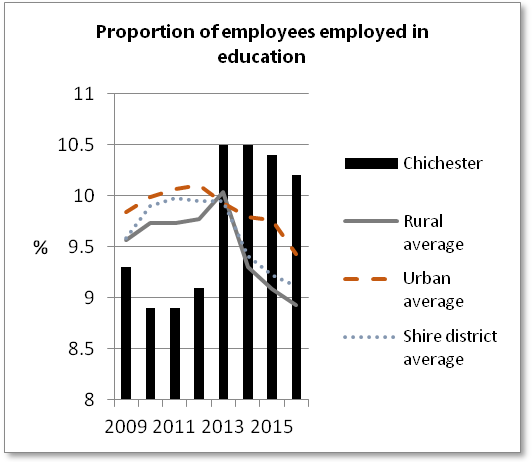 Proportion of employees employed in
education
11
10.5
10
9.5
9
8.5
8
%
2009 2011 2013 2015
Chichester
Rural
average
Urban
average
Shire district
average